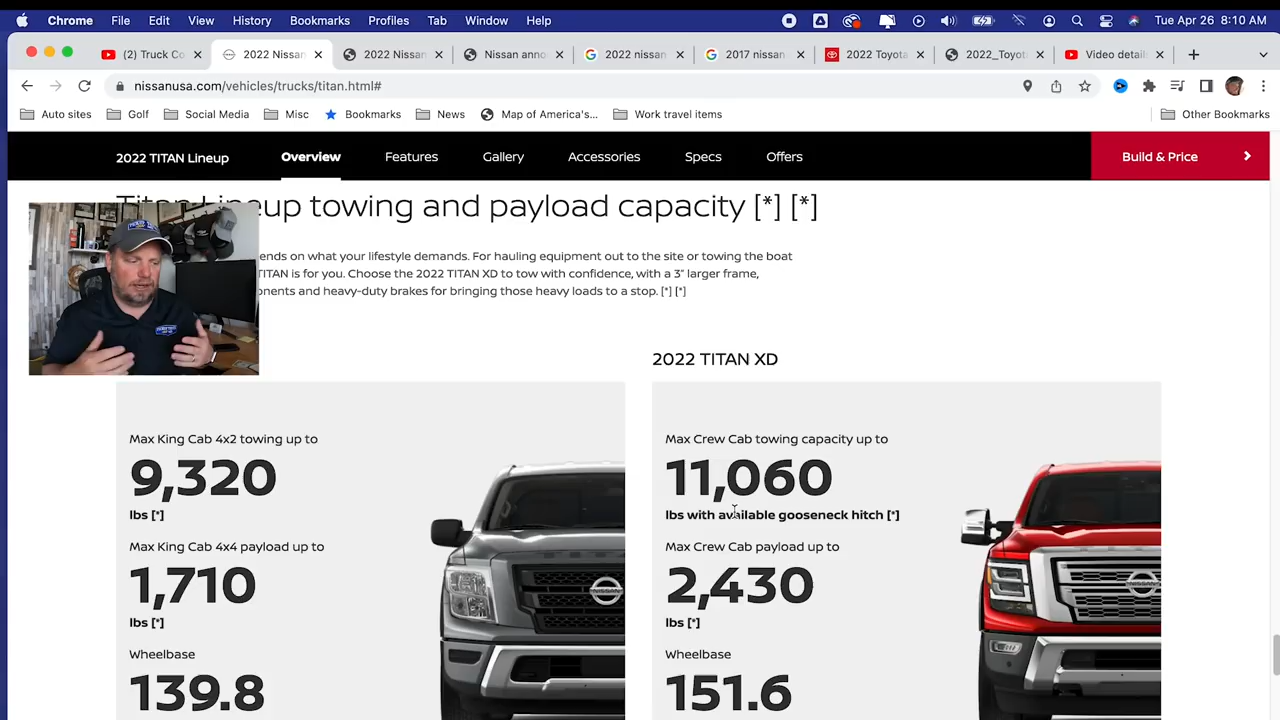 Chrome File Edit View History Bookmarks Profiles Tab Window Help Tue Apr 26 8:10 AM
(2) Truck Co 2022 Nissan 2022 Nissan Nissan anno 2022 nissan 2017 nissan 2022 Toyota 2022_Toyota Video detail
nissanusa.com/vehicles/trucks/titan.html#
Auto sites Golf Social Media Misc Bookmarks News Map of America's... Work travel items Other Bookmarks
2022 TITAN Lineup Overview Features Gallery Accessories Specs Offers Build & Price
Titan Lineup towing and payload capacity [*] [*]
ends on what your lifestyle demands. For hauling equipment out to the site or towing the boat
TITAN is for you. Choose the 2022 TITAN XD to tow with confidence, with a 3" larger frame,
onents and heavy-duty brakes for bringing those heavy loads to a stop. [*] [*]
2022 TITAN XD
Max King Cab 4x2 towing up to
9,320
lbs [*]
Max King Cab 4x4 payload up to
1,710
lbs [*]
Wheelbase
139.8
Max Crew Cab towing capacity up to
11,060
lbs with available gooseneck hitch [*]
Max Crew Cab payload up to
2,430
lbs [*]
Wheelbase
151.6